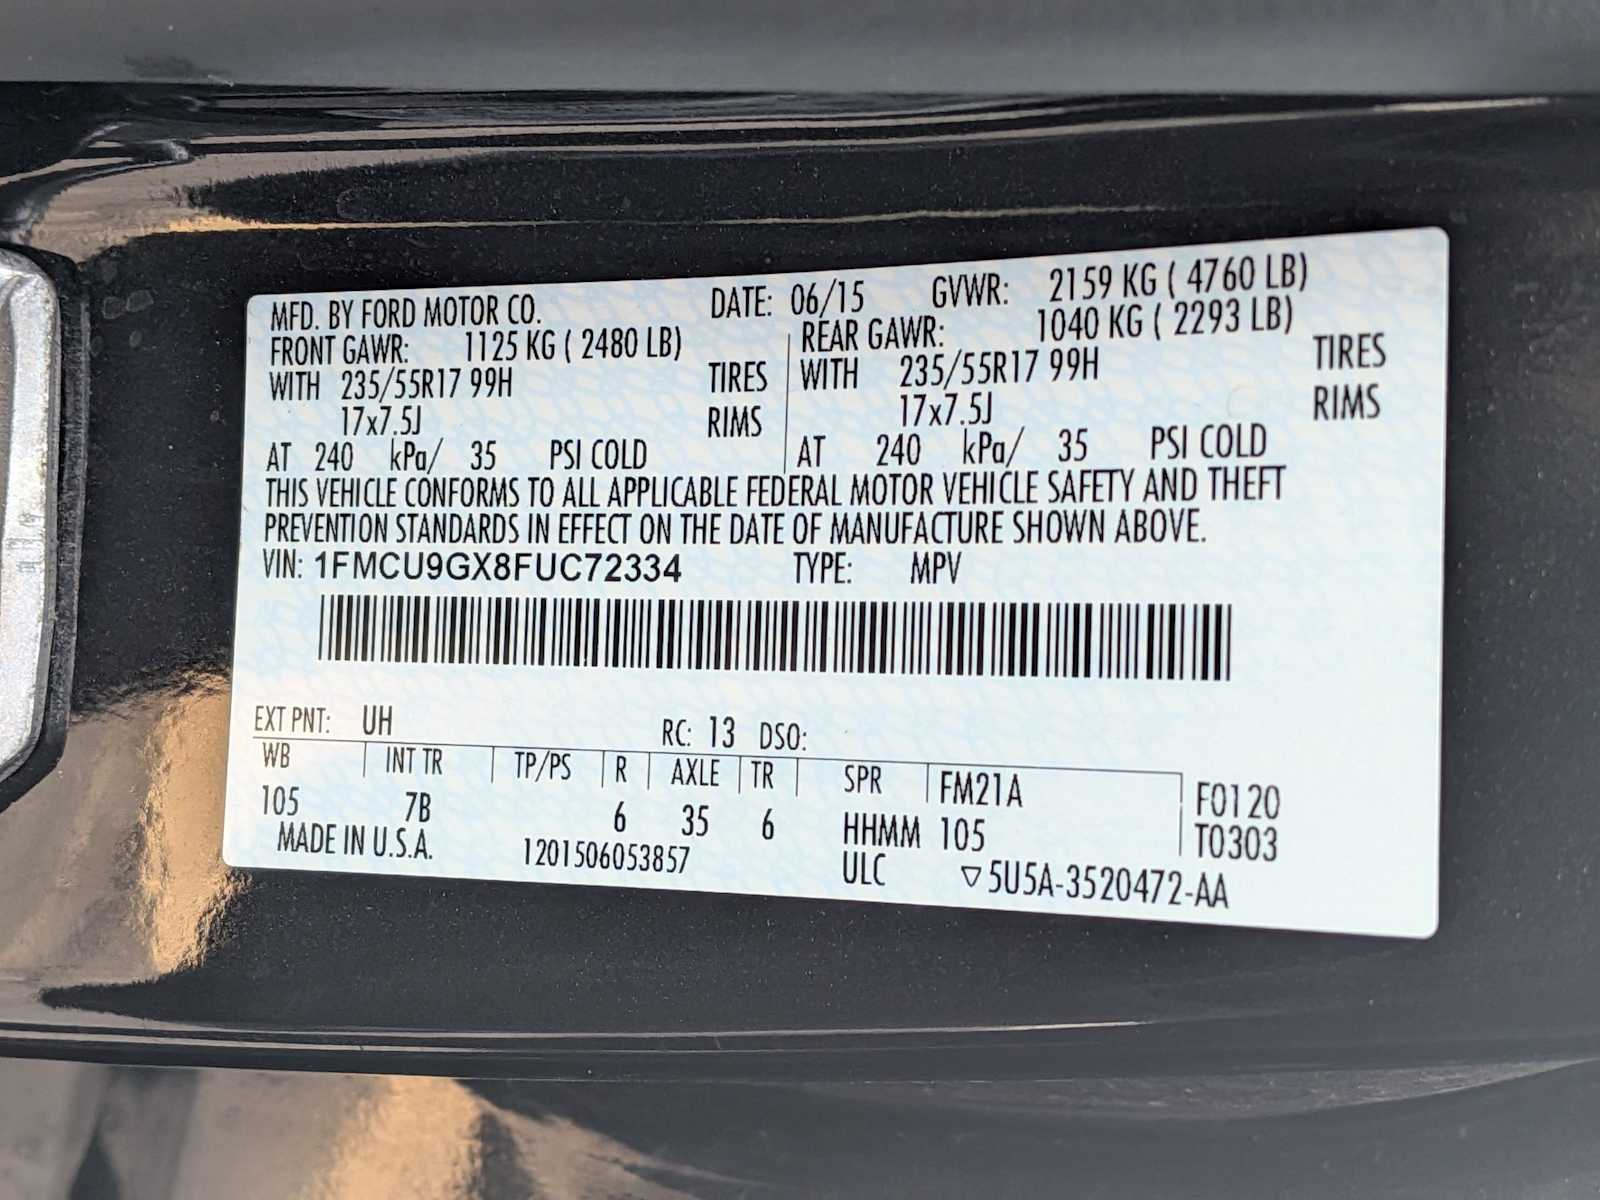 MFD. BY FORD MOTOR CO. DATE: 06/15 GVWR: 2159 KG ( 4760 LB)
FRONT GAWR: 1125 KG ( 2480 LB) REAR GAWR: 1040 KG ( 2293 LB)
WITH 235/55R17 99H TIRES WITH 235/55R17 99H TIRES
17x7.5J RIMS 17x7.5J RIMS
AT 240 kPa/ 35 PSI COLD AT 240 kPa/ 35 PSI COLD
THIS VEHICLE CONFORMS TO ALL APPLICABLE FEDERAL MOTOR VEHICLE SAFETY AND THEFT
PREVENTION STANDARDS IN EFFECT ON THE DATE OF MANUFACTURE SHOWN ABOVE.
VIN: 1FMCU9GX8FUC72334 TYPE: MPV
EXT PNT: UH RC: 13 DSO:
WB INT TR TP/PS R AXLE TR SPR FM21A F0120
105 7B 6 35 6 HHMM 105 T0303
MADE IN U.S.A. 1201506053857 ULC ▽5U5A-3520472-AA